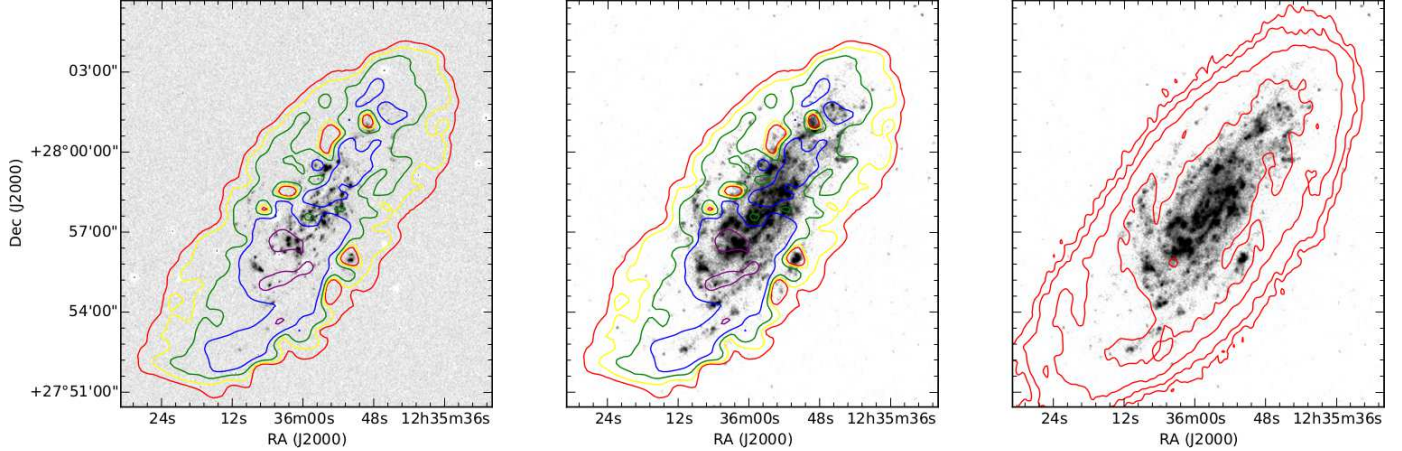 03'00"
+28°00'00"
57'00"
54'00"
+27°51'00"
Dec (J2000)
24s 12s 36m00s 48s 12h35m36s
RA (J2000)
24s 12s 36m00s 48s 12h35m36s
RA (J2000)
24s 12s 36m00s 48s 12h35m36s
RA (J2000)